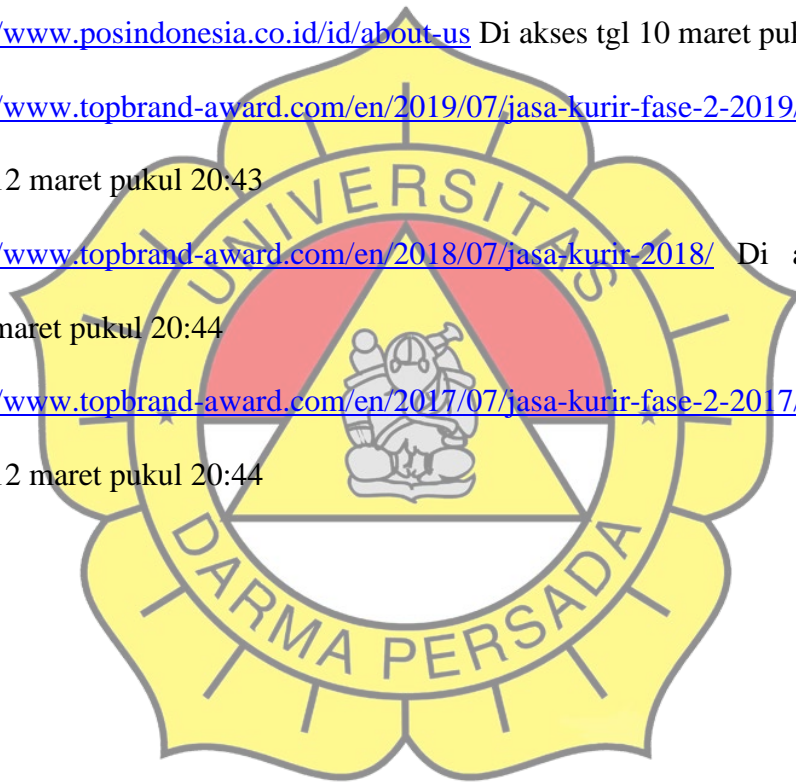 /www.posindonesia.co.id/id/about-us Di akses tgl 10 maret
/www.topbrand-award.com/en/2019/07/jasa-kurir-fase-2-2019/
12 maret pukul 20:43
/www.topbrand-award.com/en/2018/07/jasa-kurir-2018/ Di
maret pukul 20:44
/www.topbrand-award.com/en/2017/07/jasa-kurir-fase-2-2017/
12 maret pukul 20:44
UNIVERSITAS
DARMA PERSADA